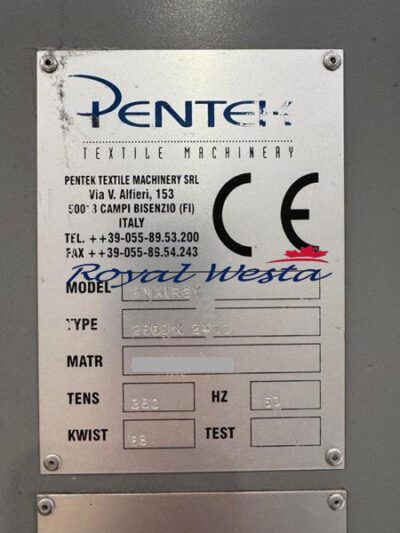 PENTEK
TEXTILE MACHINERY
PENTEK TEXTILE MACHINERY SRL
Via V. Alfieri, 153
50013 CAMPI BISENZIO (FI)
ITALY
TEL. ++39-055-89.53.200
FAX ++39-055-89.54.243
CE
Royal Westa
MODEL
TYPE 2600 X 2400
MATR
TENS 380 HZ 50
KWIST 68 TEST